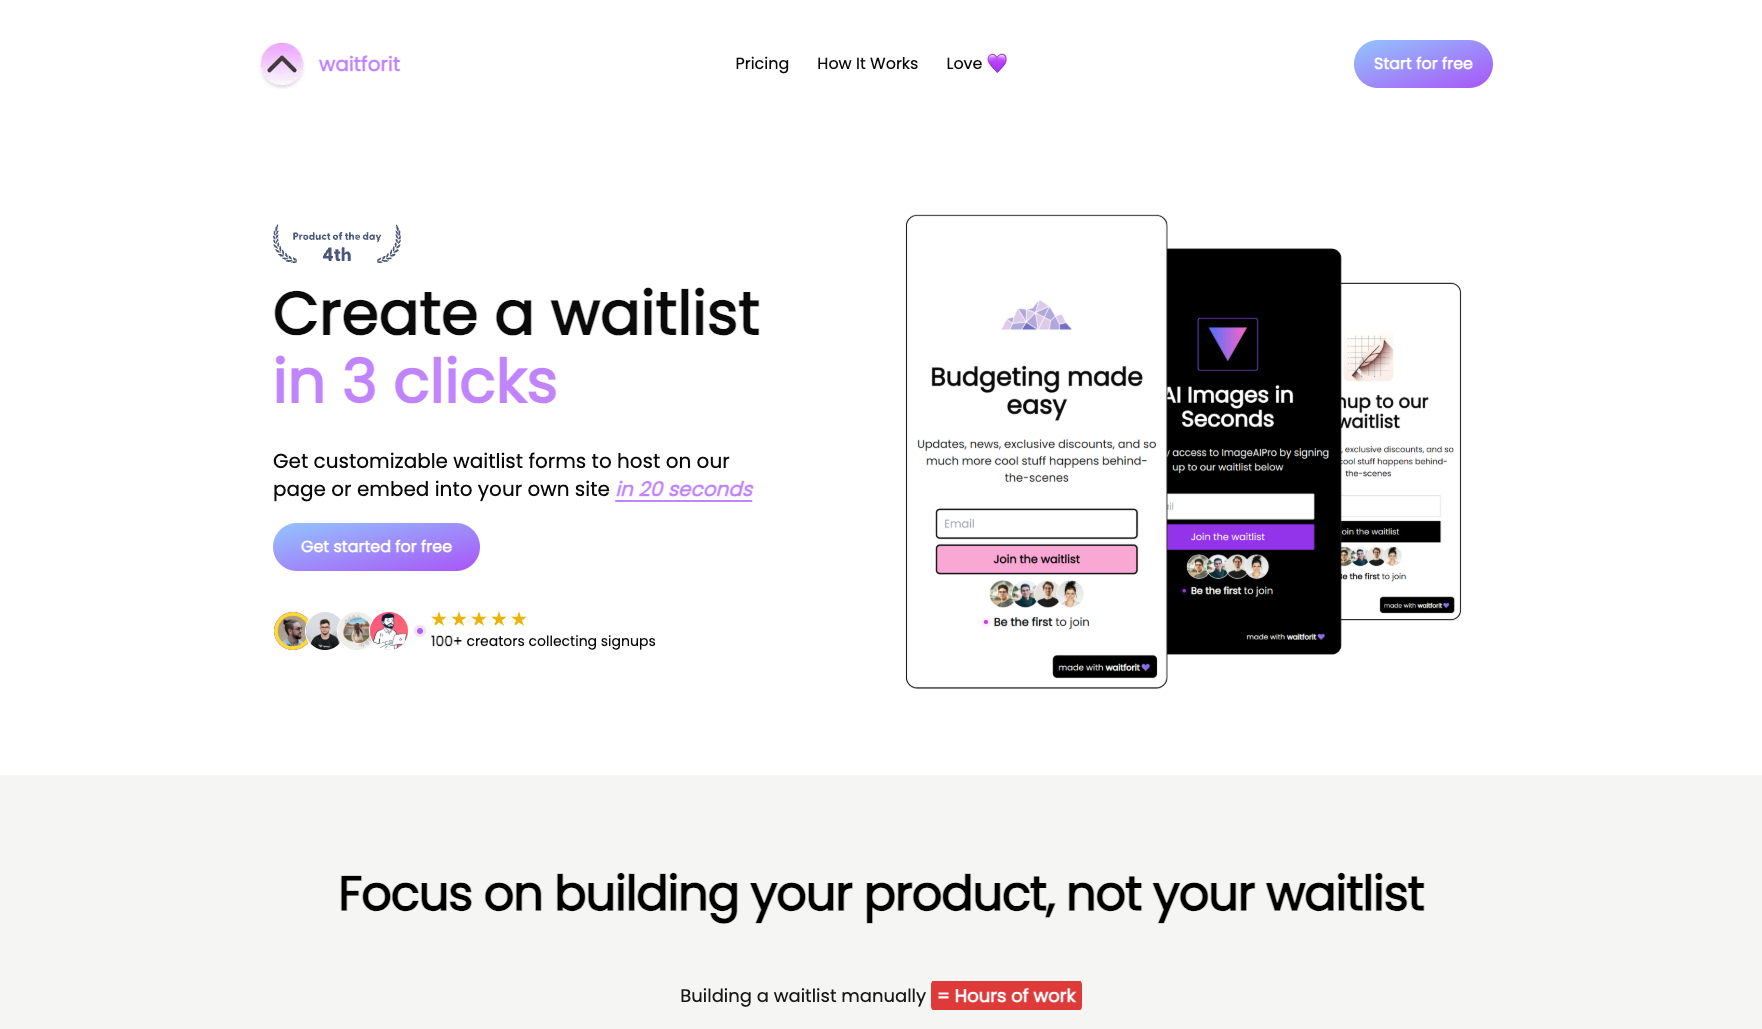 waitforit
Pricing
How It Works
Love 💜
Start for free
Product of the day
4th
Create a waitlist
in 3 clicks
Get customizable waitlist forms to host on our
page or embed into your own site in 20 seconds
Get started for free
★★★★★
100+ creators collecting signups
Budgeting made
easy
Updates, news, exclusive discounts, and so
much more cool stuff happens behind-
the-scenes
Email
Join the waitlist
Be the first to join
made with waitforit💜
AI Images in
Seconds
access to ImageAIPro by signing
up to our waitlist below
Join the waitlist
Be the first to join
made with waitforit💜
to our
waitlist
exclusive discounts, and so
cool stuff happens behind-
the-scenes
the waitlist
the first to join
made with waitforit💜
Focus on building your product, not your waitlist
Building a waitlist manually = Hours of work